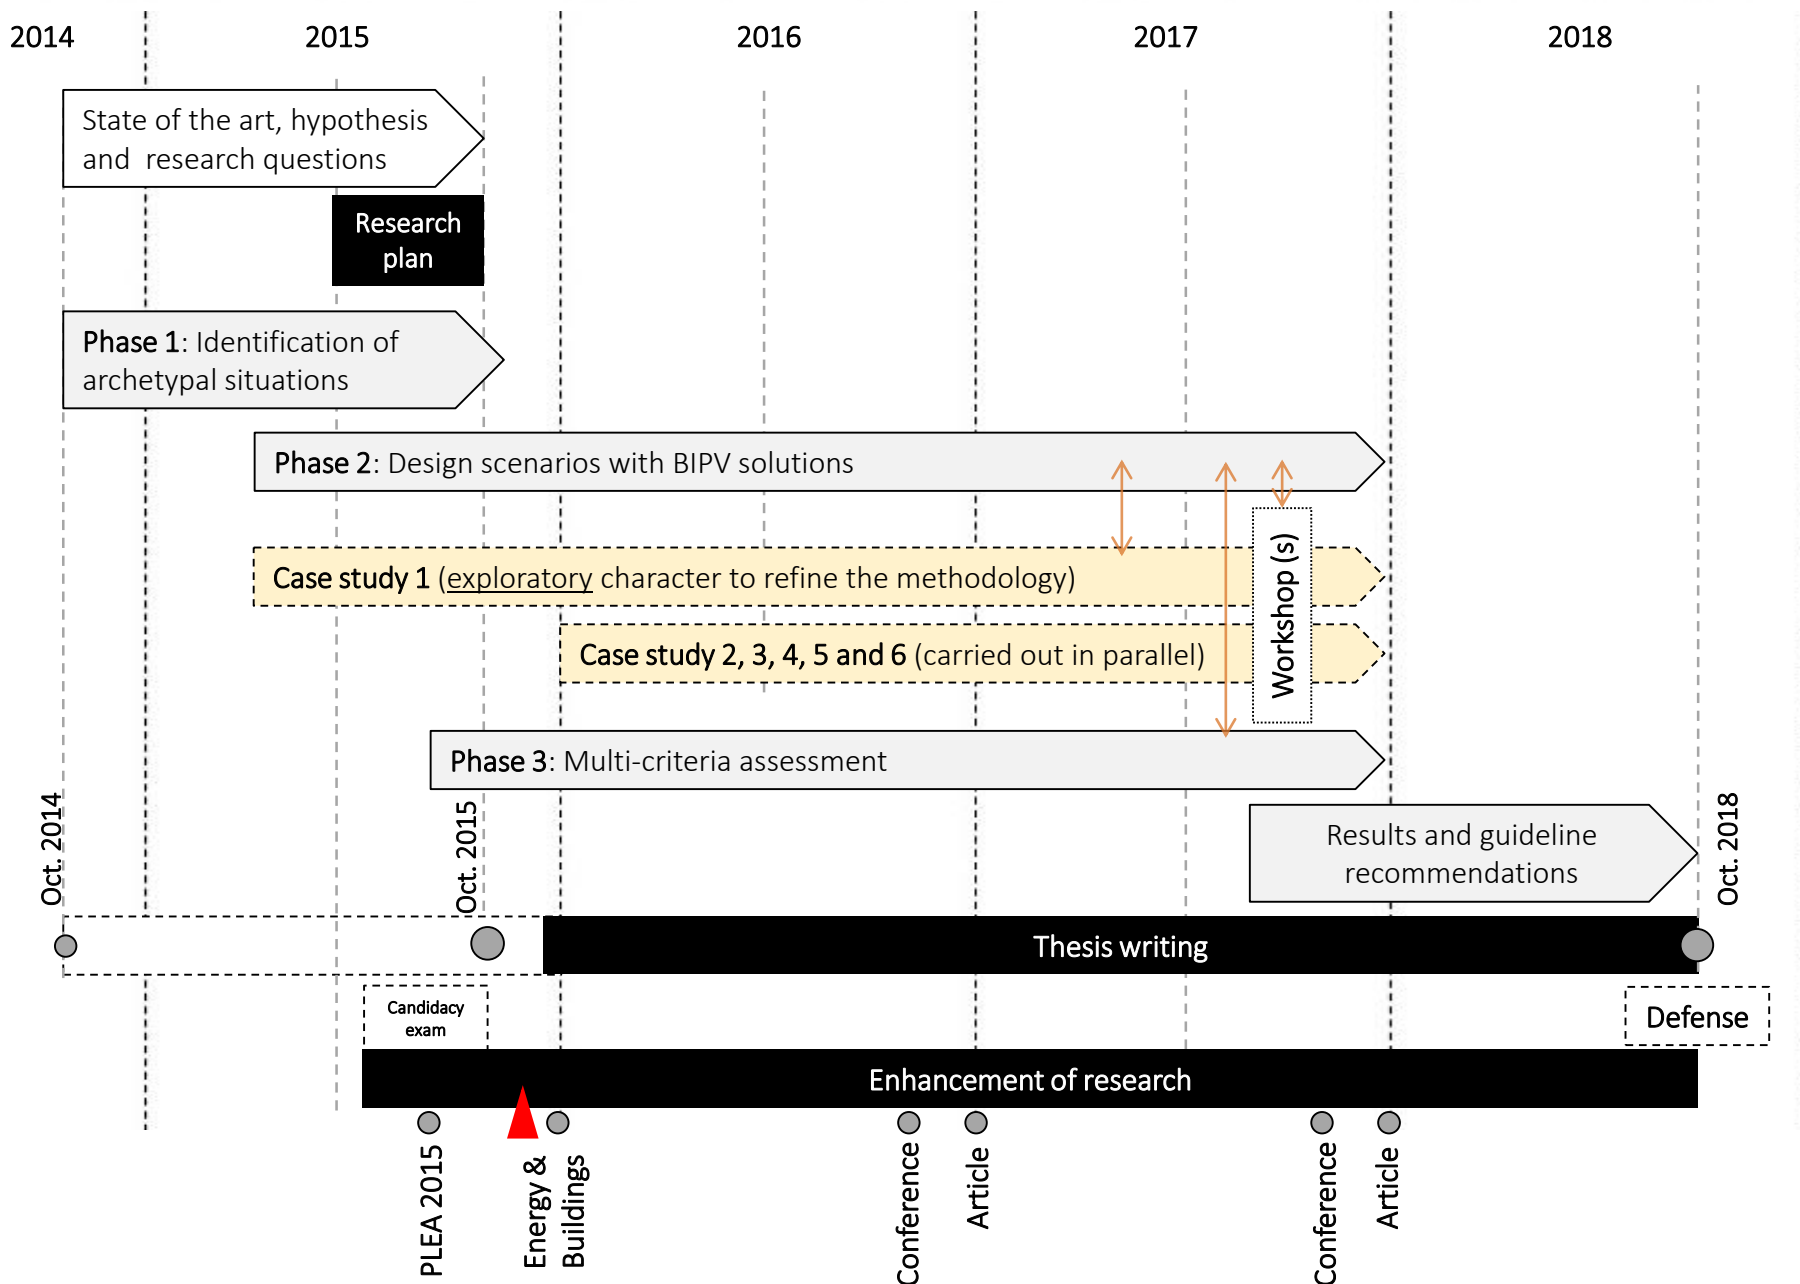 2014
2015
2016
2017
2018
State of the art, hypothesis
and research questions
Research
plan
Phase 1: Identification of
archetypal situations
Phase 2: Design scenarios with BIPV solutions
Case study 1 (exploratory character to refine the methodology)
Case study 2, 3, 4, 5 and 6 (carried out in parallel)
Workshop (s)
Phase 3: Multi-criteria assessment
Oct. 2014
Oct. 2015
Results and guideline
recommendations
Oct. 2018
Thesis writing
Candidacy
exam
Defense
Enhancement of research
PLEA 2015
Energy &
Buildings
Conference
Article
Conference
Article